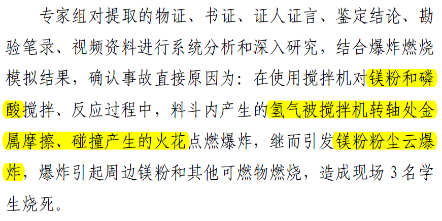 专家组对提取的物证、书证、证人证言、鉴定结论、勘
验笔录、视频资料进行系统分析和深入研究，结合爆炸燃烧
模拟结果，确认事故直接原因为：在使用搅拌机对镁粉和磷
酸搅拌、反应过程中，料斗内产生的氢气被搅拌机转轴处金
属摩擦、碰撞产生的火花点燃爆炸，继而引发镁粉粉尘云爆
炸，爆炸引起周边镁粉和其他可燃物燃烧，造成现场3名学
生烧死。